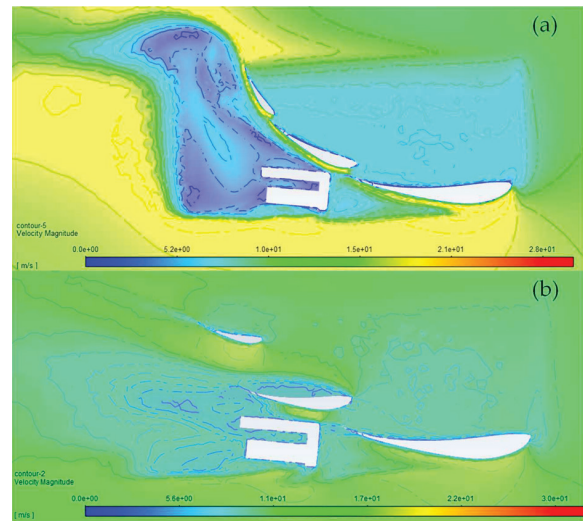 (a)
contour-5
Velocity Magnitude
0.0e+00 5.2e+00 1.0e+01 1.5e+01 2.1e+01 2.6e+01
[ m/s ]
(b)
contour-2
Velocity Magnitude
0.0e+00 5.6e+00 1.1e+01 1.7e+01 2.2e+01 3.0e+01
[ m/s ]